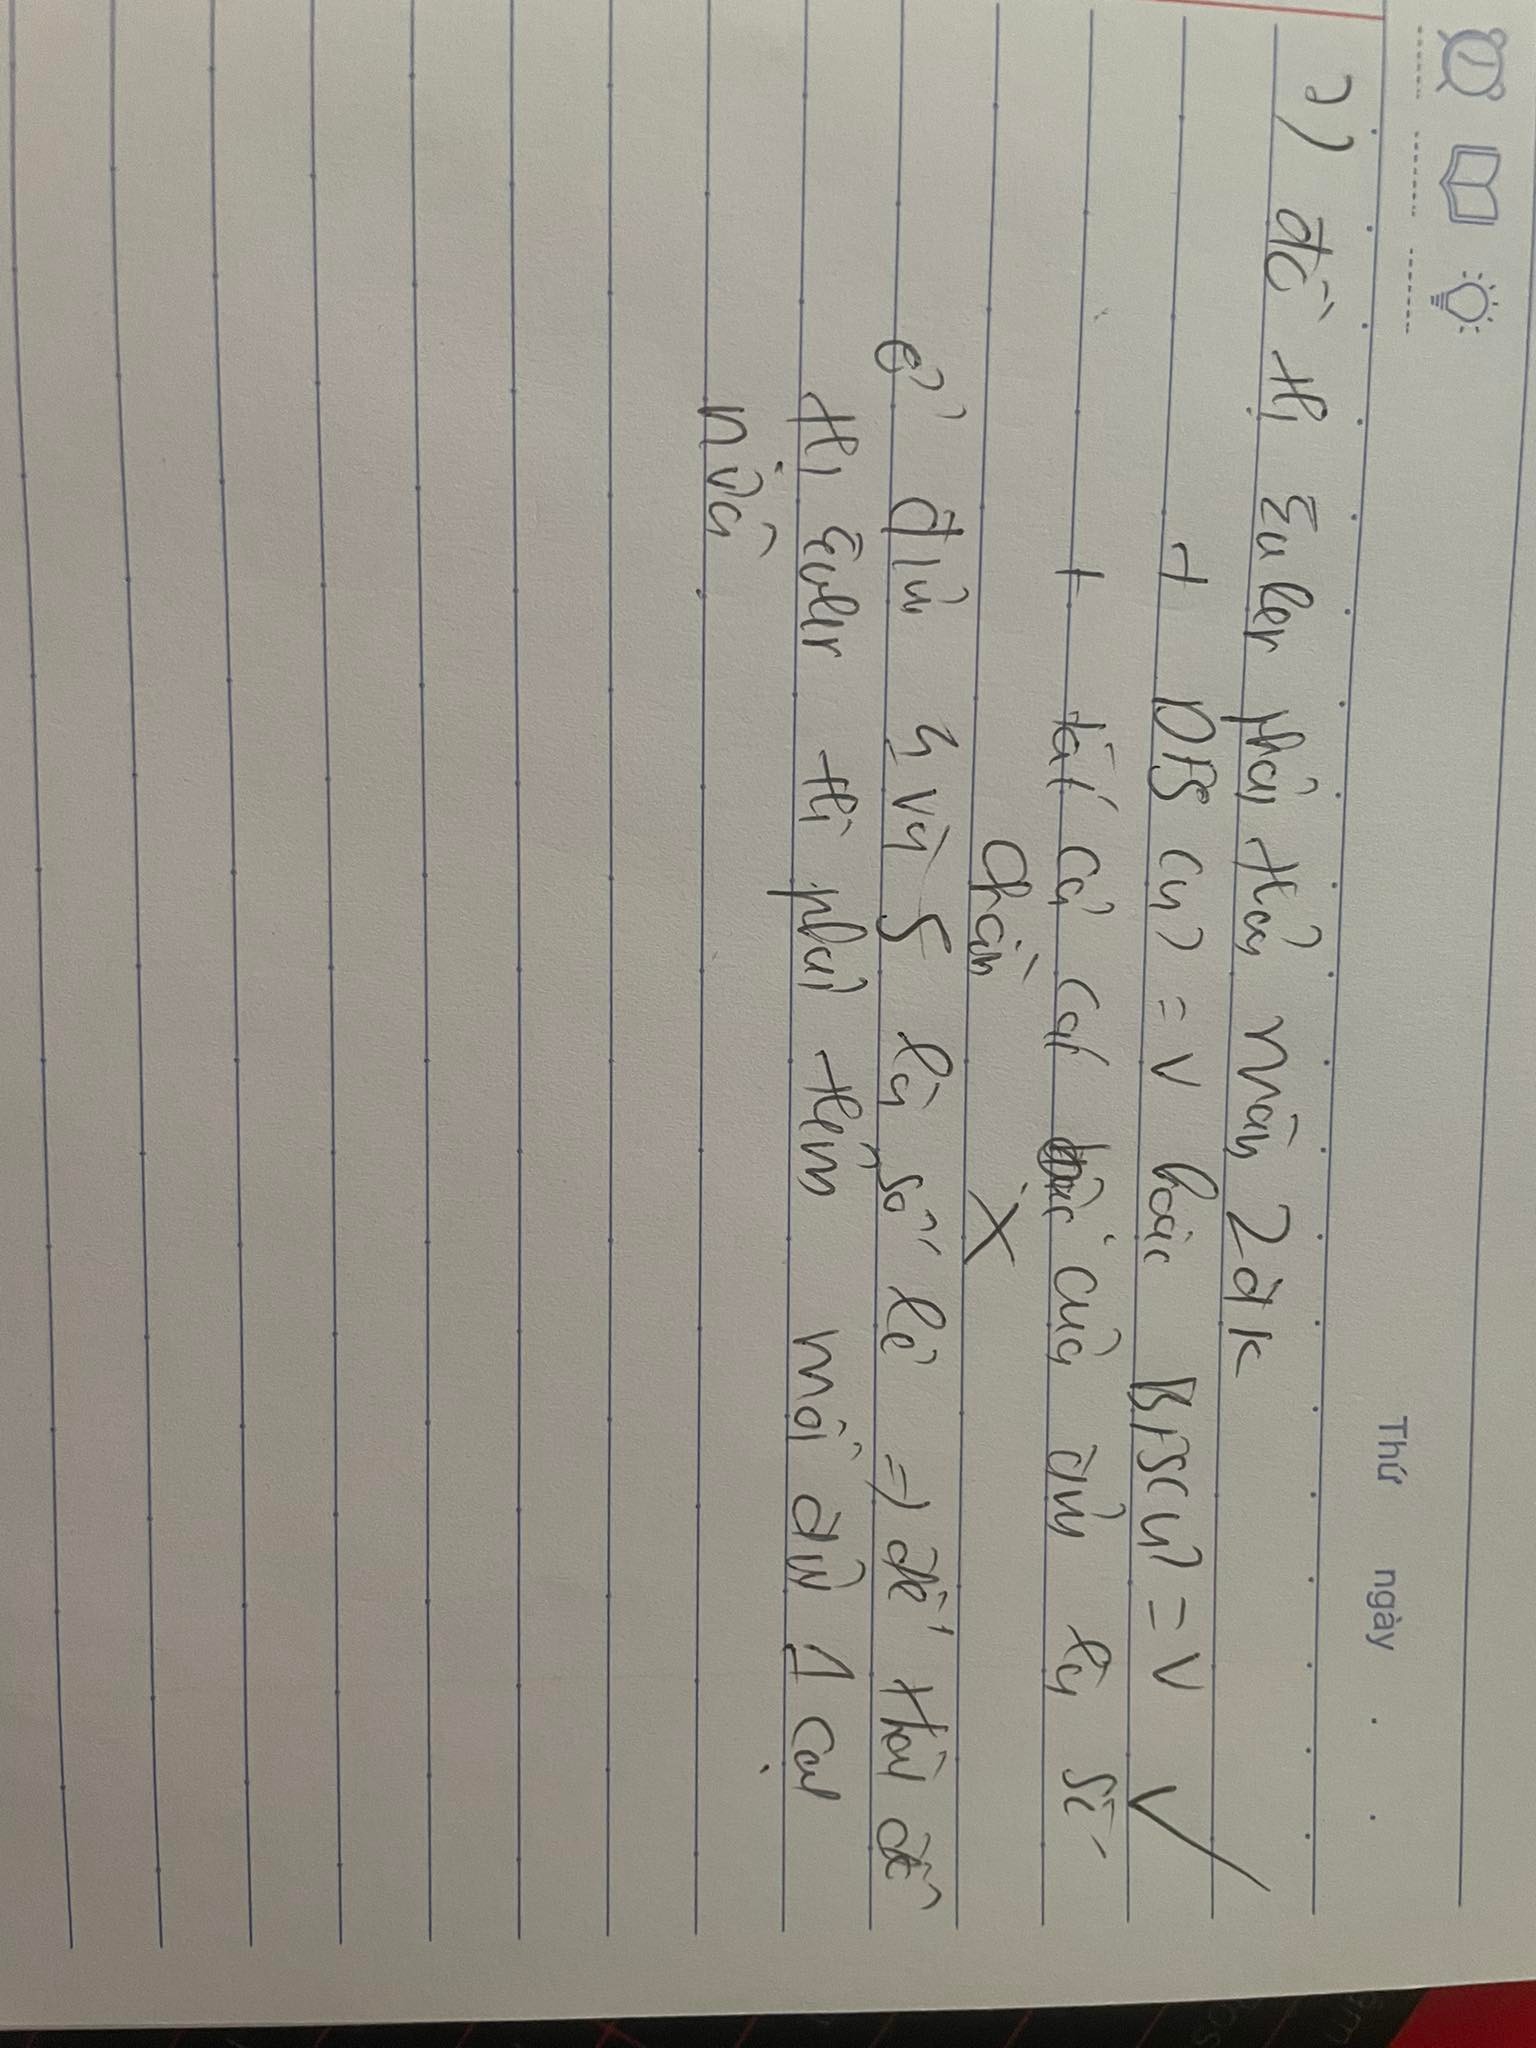 Thứ ngày . .
2) đồ thị Euler phải thỏa mãn 2 đk
+ DFS (u) = V hoặc BFS(u) = V ✓
+ tất cả các bậc của đỉnh là số
chẵn X
ở đỉnh 4 và 5 là số lẻ => để thàn đồ
thị Euler thì phải thêm mỗi đỉnh 1 cạnh
nữa.